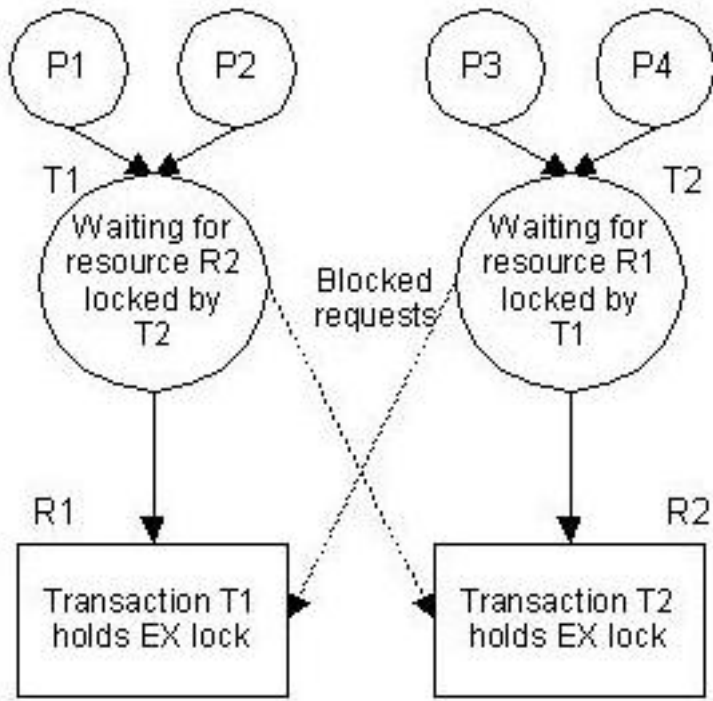 P1
P2
P3
P4
T1
T2
Waiting for
resource R2
locked by
T2
Blocked
requests
Waiting for
resource R1
locked by
T1
R1
R2
Transaction T1
holds EX lock
Transaction T2
holds EX lock